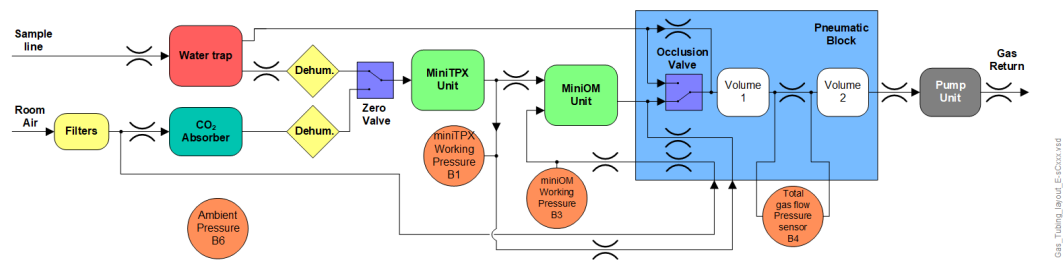 Sample
line
Water trap
Dehum.
Zero
Valve
MiniTPX
Unit
MiniOM
Unit
Occlusion
Valve
Pneumatic
Block
Volume
1
Volume
2
Pump
Unit
Gas
Return
Room
Air
Filters
CO2
Absorber
Dehum.
miniTPX
Working
Pressure
B1
miniOM
Working
Pressure
B3
Total
gas flow
Pressure
sensor
B4
Ambient
Pressure
B6
Gas_Tubing_layout_E-sCxxx.vsd